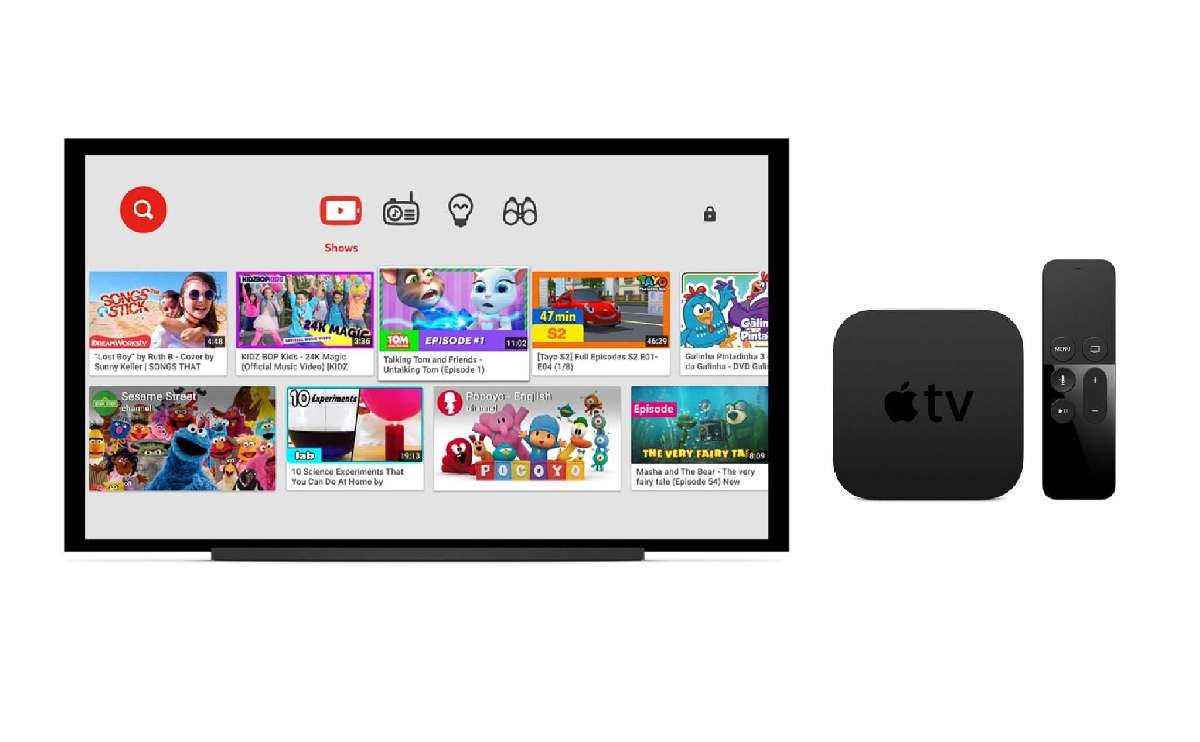 Shows
SONGS THAT
STICK
DREAMWORKStv
4:48
"Lost Boy" by Ruth B - Cover by
Sunny Keller | SONGS THAT
KIDZBOP KIDS
24K MAGIC
3:36
KIDZ BOP Kids - 24K Magic
(Official Music Video) [KIDZ
TOM
EPISODE #1
11:02
Talking Tom and Friends -
Untalking Tom (Episode 1)
TAYO
47 min
S2
46:29
[Tayo S2] Full Episodes S2 E01-
E04 (1/8)
Galin
Pintad
Galinha Pintadinha 3 -
da Galinha - DVD Galin
Sesame Street
channel
10 Experiments
lab
19:13
10 Science Experiments That
You Can Do At Home by
Pocoyo - English
channel
POCOYO
Episode
THE VERY FAIRY TA
8:09
Masha and The Bear - The very
fairy tale (Episode 54) New
tv
MENU